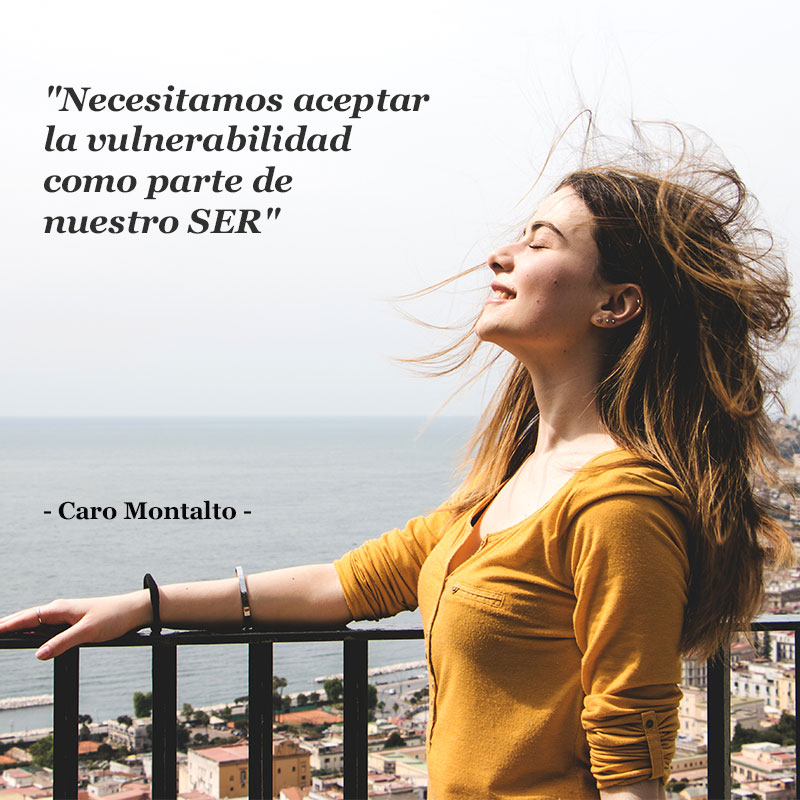 "Necesitamos aceptar
la vulnerabilidad
como parte de
nuestro SER"
- Caro Montalto -